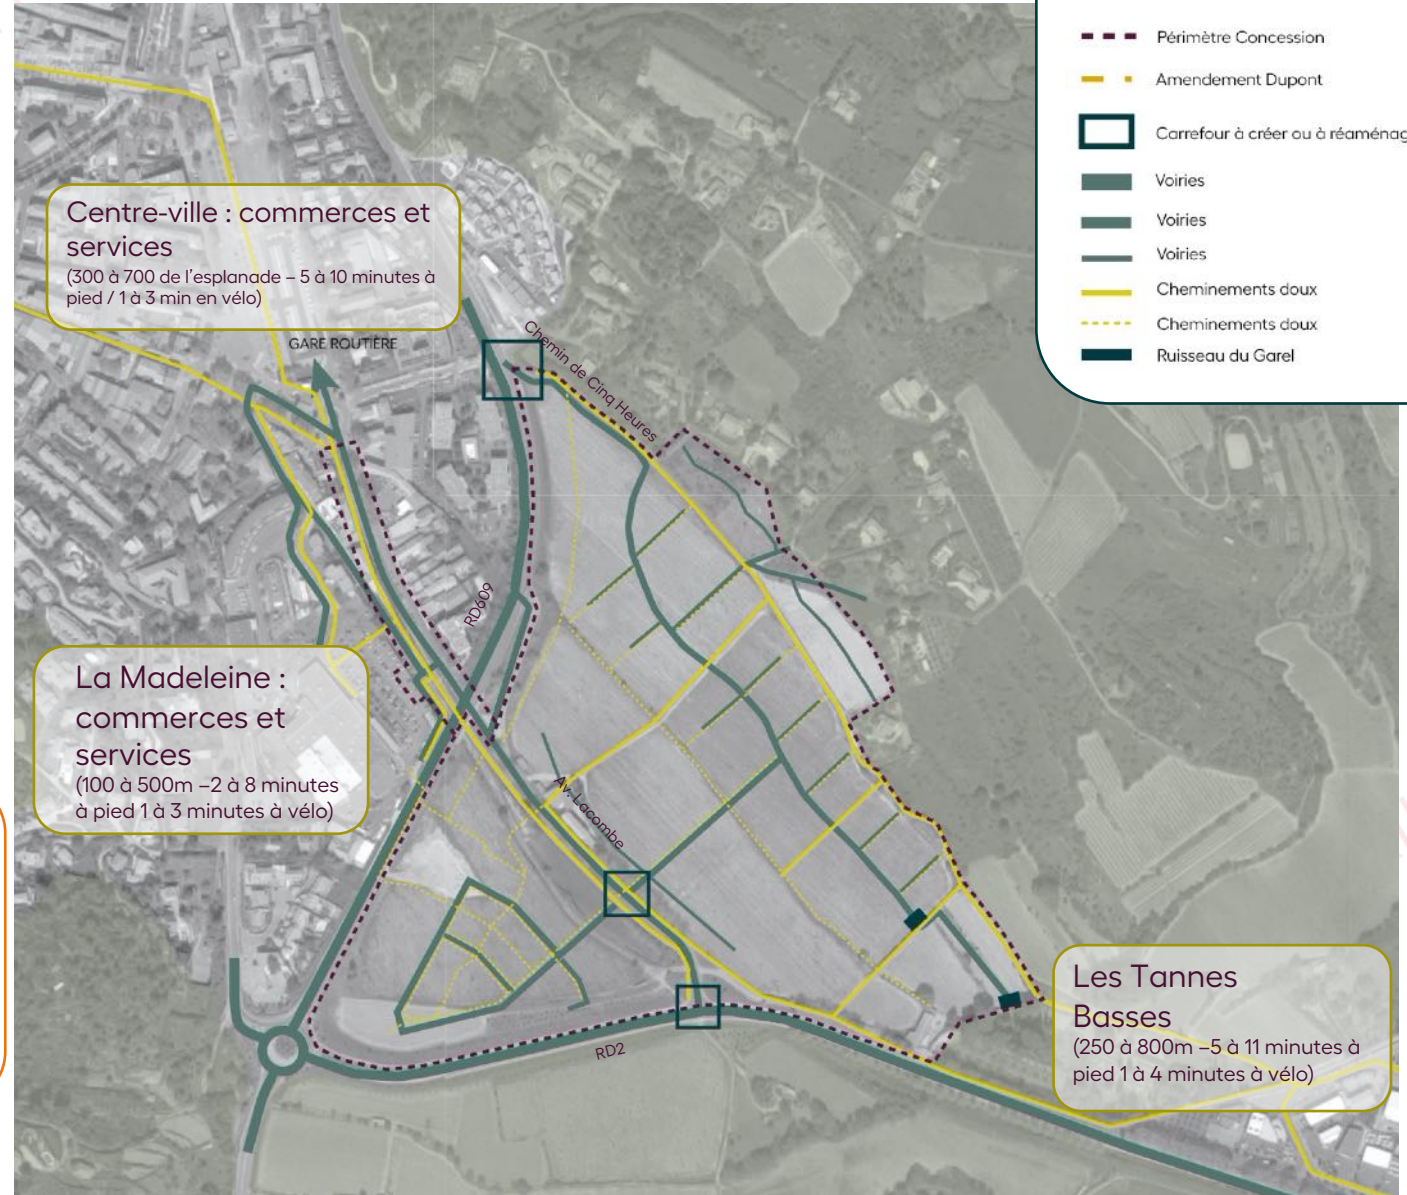 Périmètre Concession
Amendement Dupont
Carrefour à créer ou à réaménag
Voiries
Voiries
Voiries
Cheminements doux
Cheminements doux
Ruisseau du Garel
Centre-ville : commerces et
services
(300 à 700 de l'esplanade – 5 à 10 minutes à
pied / 1 à 3 min en vélo)
GARE ROUTIÈRE
Chemin de Cinq Heures
RD609
La Madeleine :
commerces et
services
(100 à 500m –2 à 8 minutes
à pied 1 à 3 minutes à vélo)
Av. Lacombe
Les Tannes
Basses
(250 à 800m –5 à 11 minutes à
pied 1 à 4 minutes à vélo)
RD2